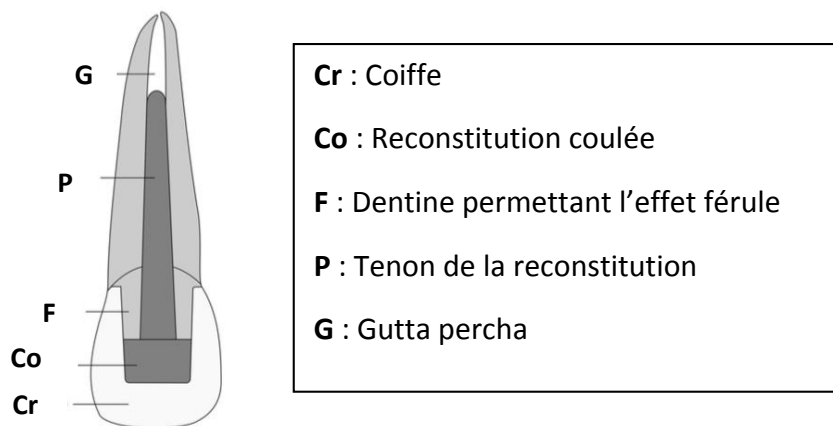 G
P
F
Co
Cr
Cr : Coiffe
Co : Reconstitution coulée
F : Dentine permettant l’effet férule
P : Tenon de la reconstitution
G : Gutta percha